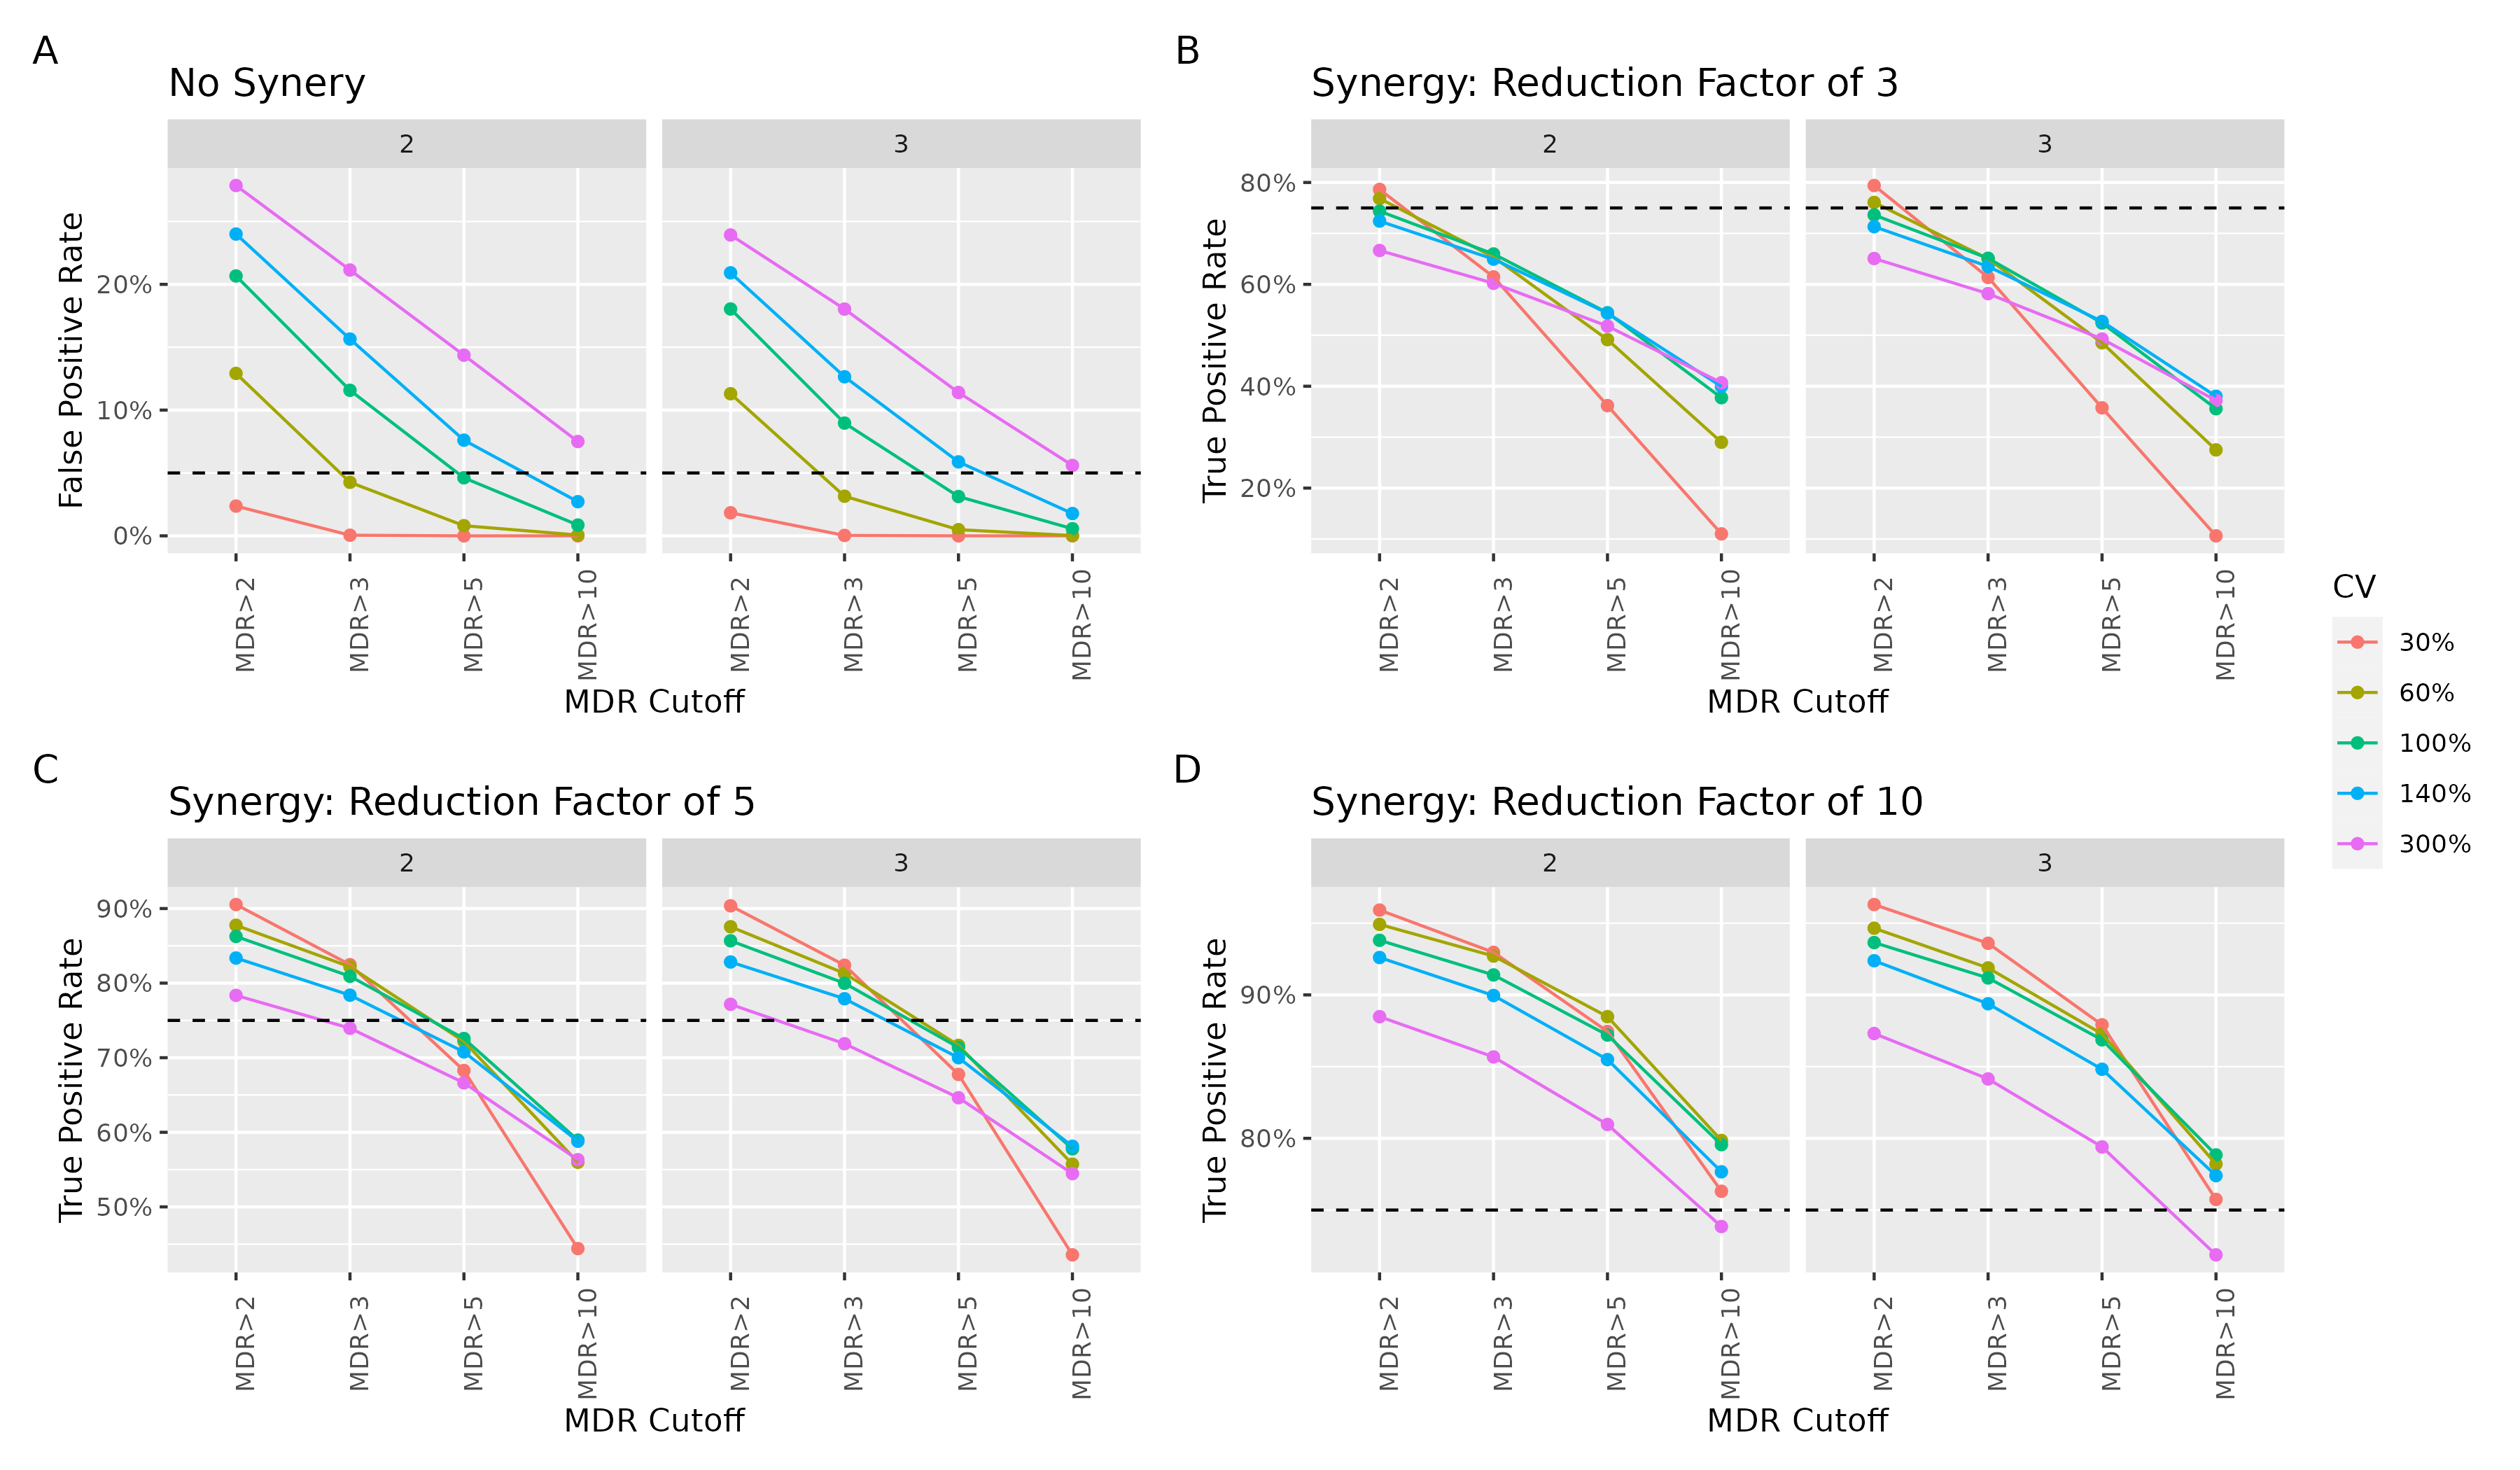 A
No Synery
2
3
False Positive Rate
20%
10%
0%
MDR>2
MDR>3
MDR>5
MDR>10
MDR>2
MDR>3
MDR>5
MDR>10
MDR Cutoff
B
Synergy: Reduction Factor of 3
2
3
True Positive Rate
80%
60%
40%
20%
MDR>2
MDR>3
MDR>5
MDR>10
MDR>2
MDR>3
MDR>5
MDR>10
MDR Cutoff
CV
30%
60%
100%
140%
300%
C
Synergy: Reduction Factor of 5
2
3
True Positive Rate
90%
80%
70%
60%
50%
MDR>2
MDR>3
MDR>5
MDR>10
MDR>2
MDR>3
MDR>5
MDR>10
MDR Cutoff
D
Synergy: Reduction Factor of 10
2
3
True Positive Rate
90%
80%
MDR>2
MDR>3
MDR>5
MDR>10
MDR>2
MDR>3
MDR>5
MDR>10
MDR Cutoff